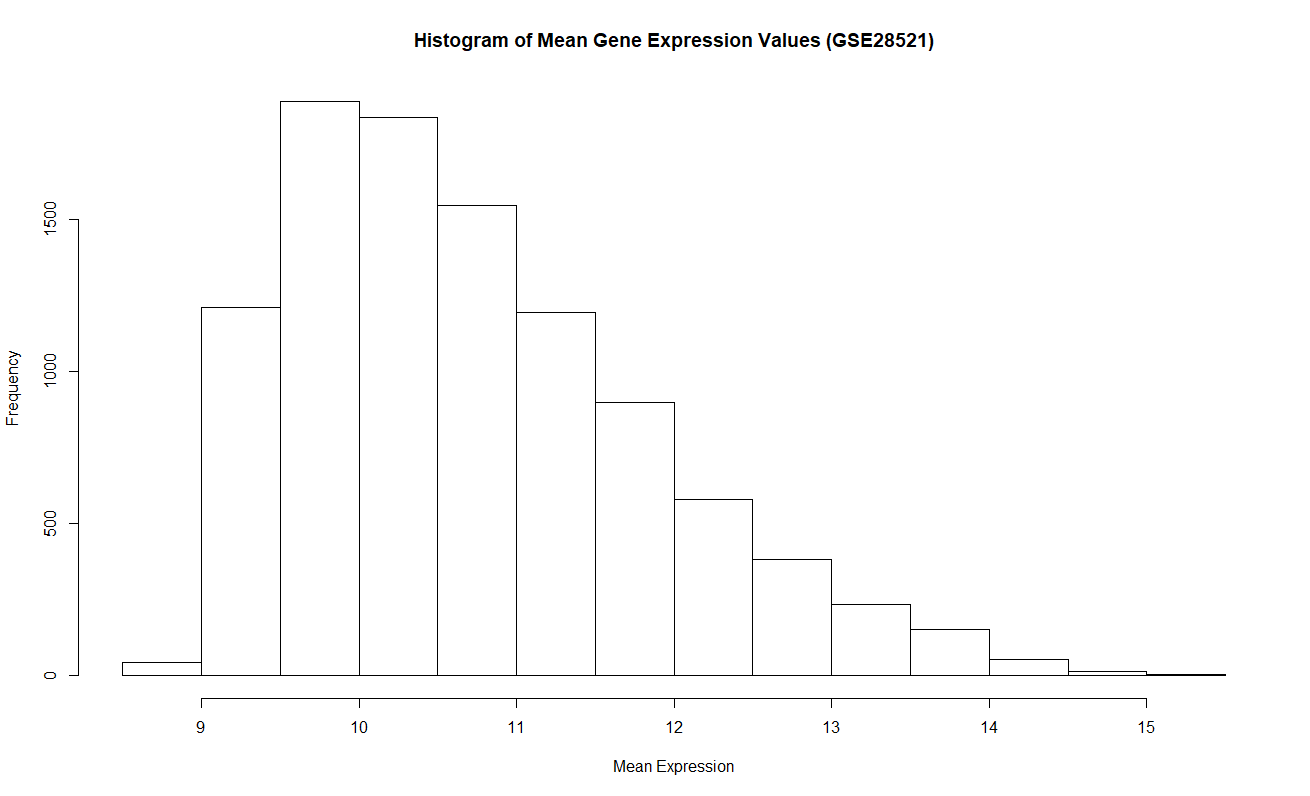 Histogram of Mean Gene Expression Values (GSE28521)
Frequency
1500
1000
500
0
9 10 11 12 13 14 15
Mean Expression